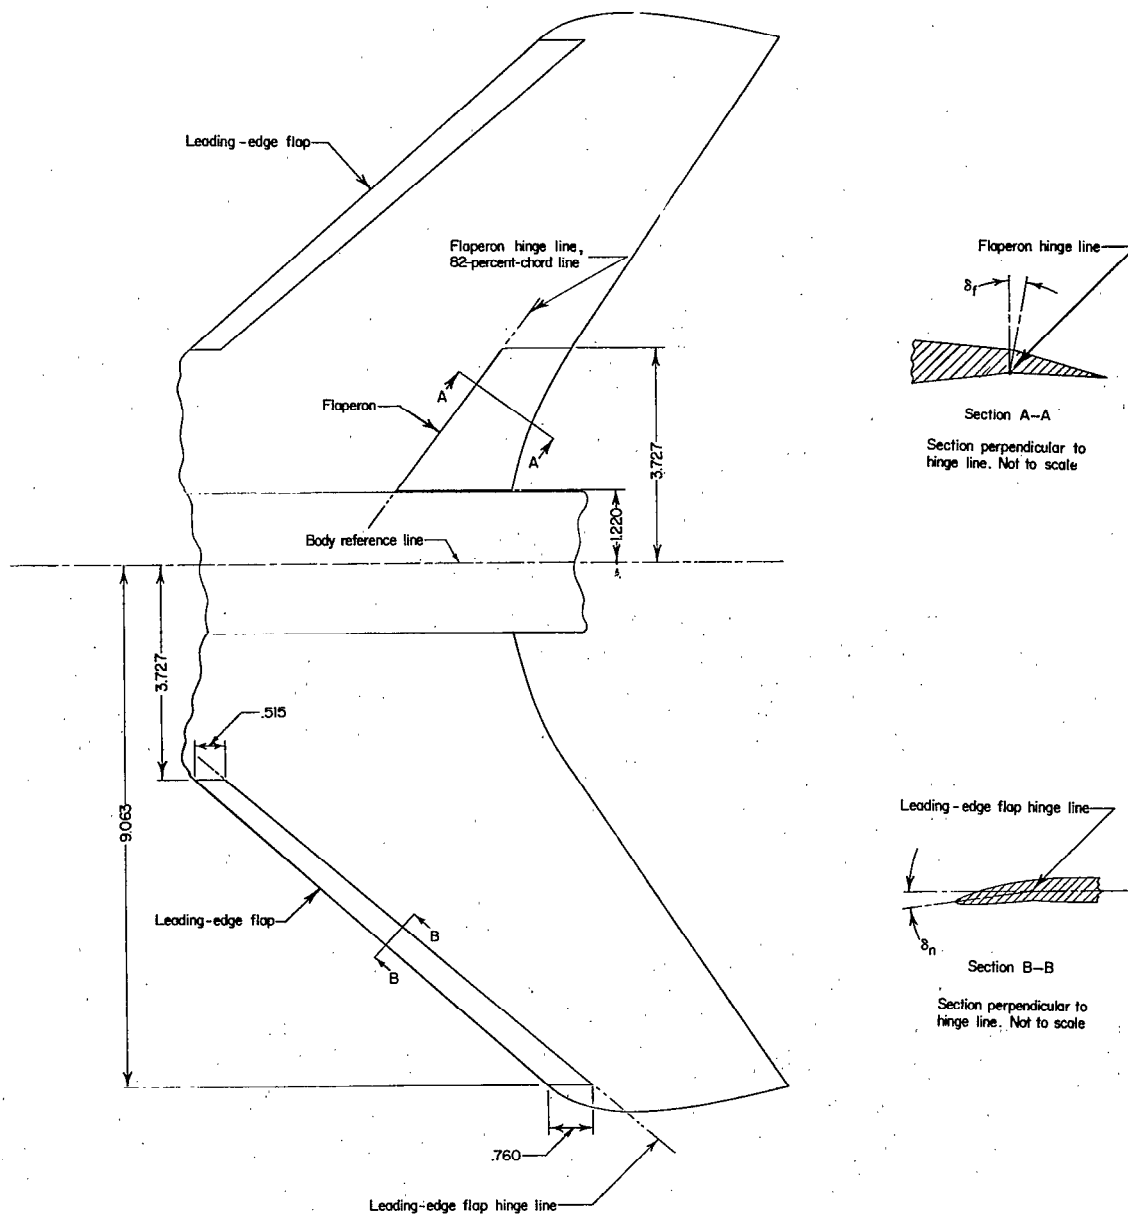 Leading-edge flap
Flaperon hinge line,
82-percent-chord line
Flaperon hinge line
δf
A
Flaperon
A
Section A-A
Section perpendicular to
hinge line. Not to scale
3.727
1.220
Body reference line
3.727
.515
9.063
Leading-edge flap hinge line
Leading-edge flap
B
B
δn
Section B-B
Section perpendicular to
hinge line. Not to scale
.760
Leading-edge flap hinge line